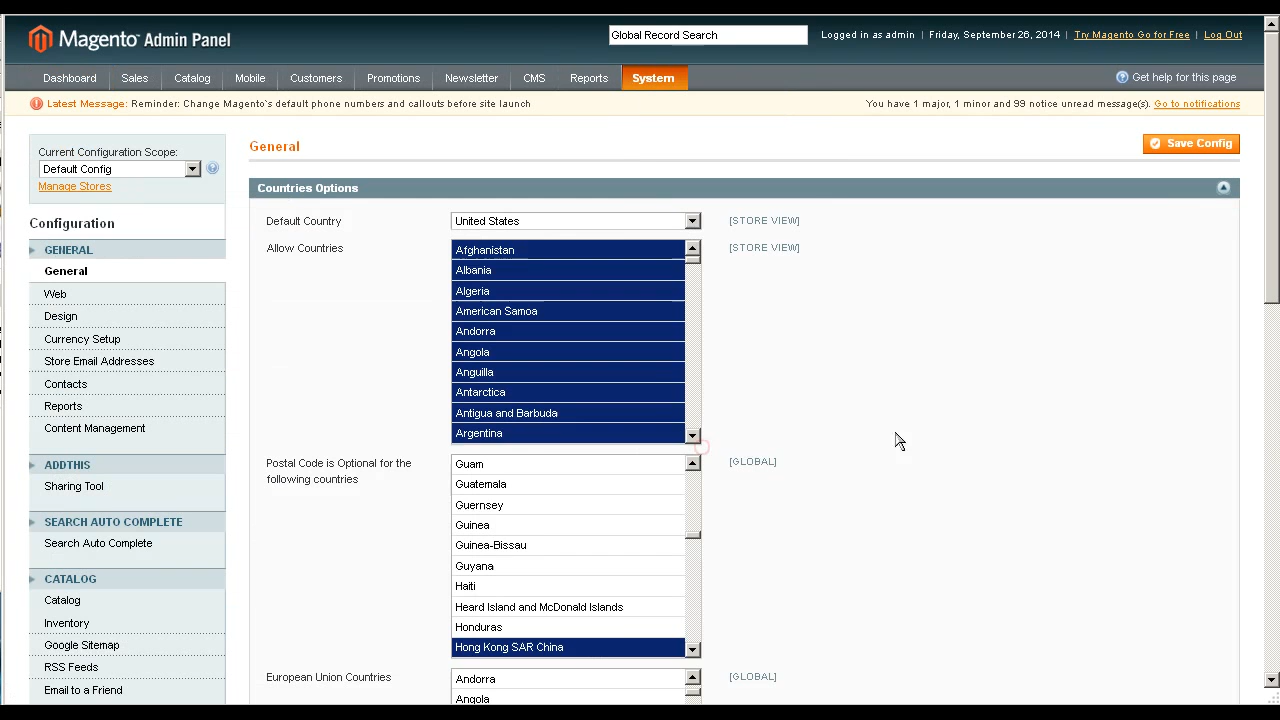 Magento Admin Panel
Global Record Search
Logged in as admin | Friday, September 26, 2014 | Try Magento Go for Free | Log Out
Dashboard Sales Catalog Mobile Customers Promotions Newsletter CMS Reports System
Get help for this page
Latest Message: Reminder: Change Magento's default phone numbers and callouts before site launch
You have 1 major, 1 minor and 99 notice unread message(s). Go to notifications
Current Configuration Scope:
Default Config
Manage Stores
Configuration
GENERAL
General
Web
Design
Currency Setup
Store Email Addresses
Contacts
Reports
Content Management
ADDTHIS
Sharing Tool
SEARCH AUTO COMPLETE
Search Auto Complete
CATALOG
Catalog
Inventory
Google Sitemap
RSS Feeds
Email to a Friend
General
Save Config
Countries Options
Default Country
United States
[STORE VIEW]
Allow Countries
[STORE VIEW]
Afghanistan
Albania
Algeria
American Samoa
Andorra
Angola
Anguilla
Antarctica
Antigua and Barbuda
Argentina
Postal Code is Optional for the
following countries
[GLOBAL]
Guam
Guatemala
Guernsey
Guinea
Guinea-Bissau
Guyana
Haiti
Heard Island and McDonald Islands
Honduras
Hong Kong SAR China
European Union Countries
[GLOBAL]
Andorra
Angola